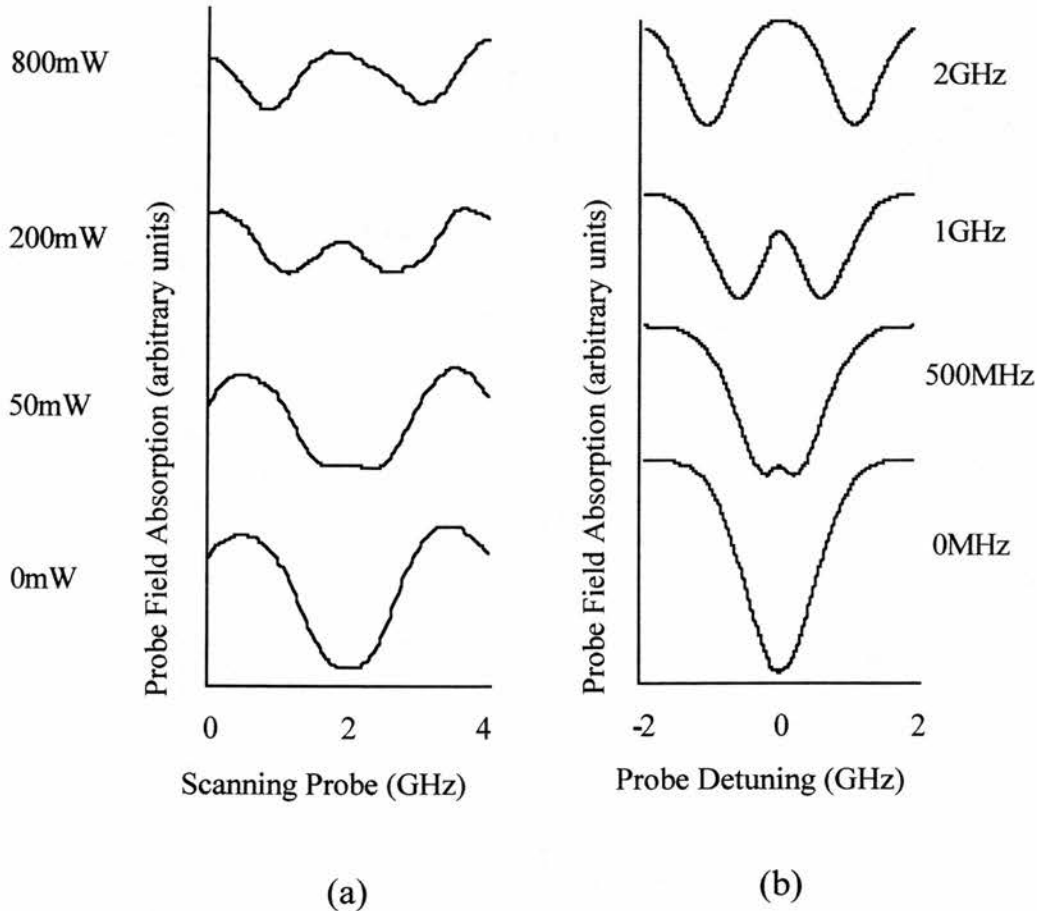 800mW
200mW
50mW
0mW
Probe Field Absorption (arbitrary units)
0 2 4
Scanning Probe (GHz)
(a)
2GHz
1GHz
500MHz
0MHz
Probe Field Absorption (arbitrary units)
-2 0 2
Probe Detuning (GHz)
(b)